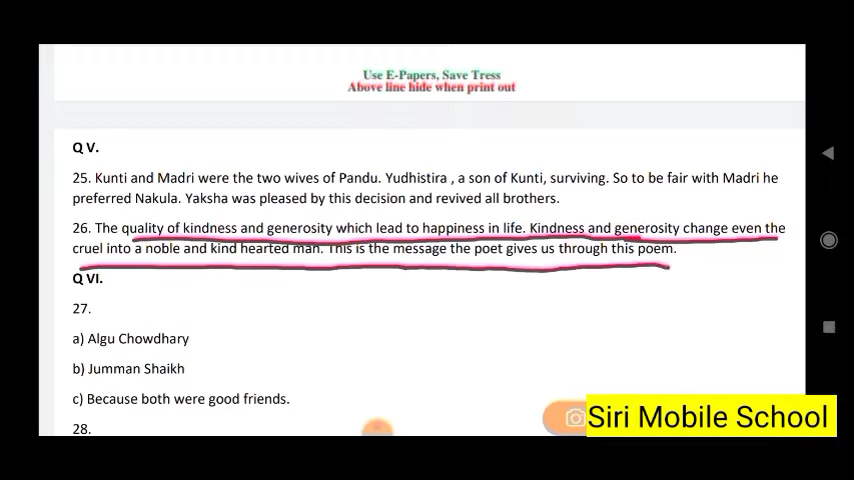 Use E-Papers, Save Tress
Above line hide when print out
Q V.
25. Kunti and Madri were the two wives of Pandu. Yudhistira , a son of Kunti, surviving. So to be fair with Madri he
preferred Nakula. Yaksha was pleased by this decision and revived all brothers.
26. The quality of kindness and generosity which lead to happiness in life. Kindness and generosity change even the
cruel into a noble and kind hearted man. This is the message the poet gives us through this poem.
Q VI.
27.
a) Algu Chowdhary
b) Jumman Shaikh
c) Because both were good friends.
28.
Siri Mobile School